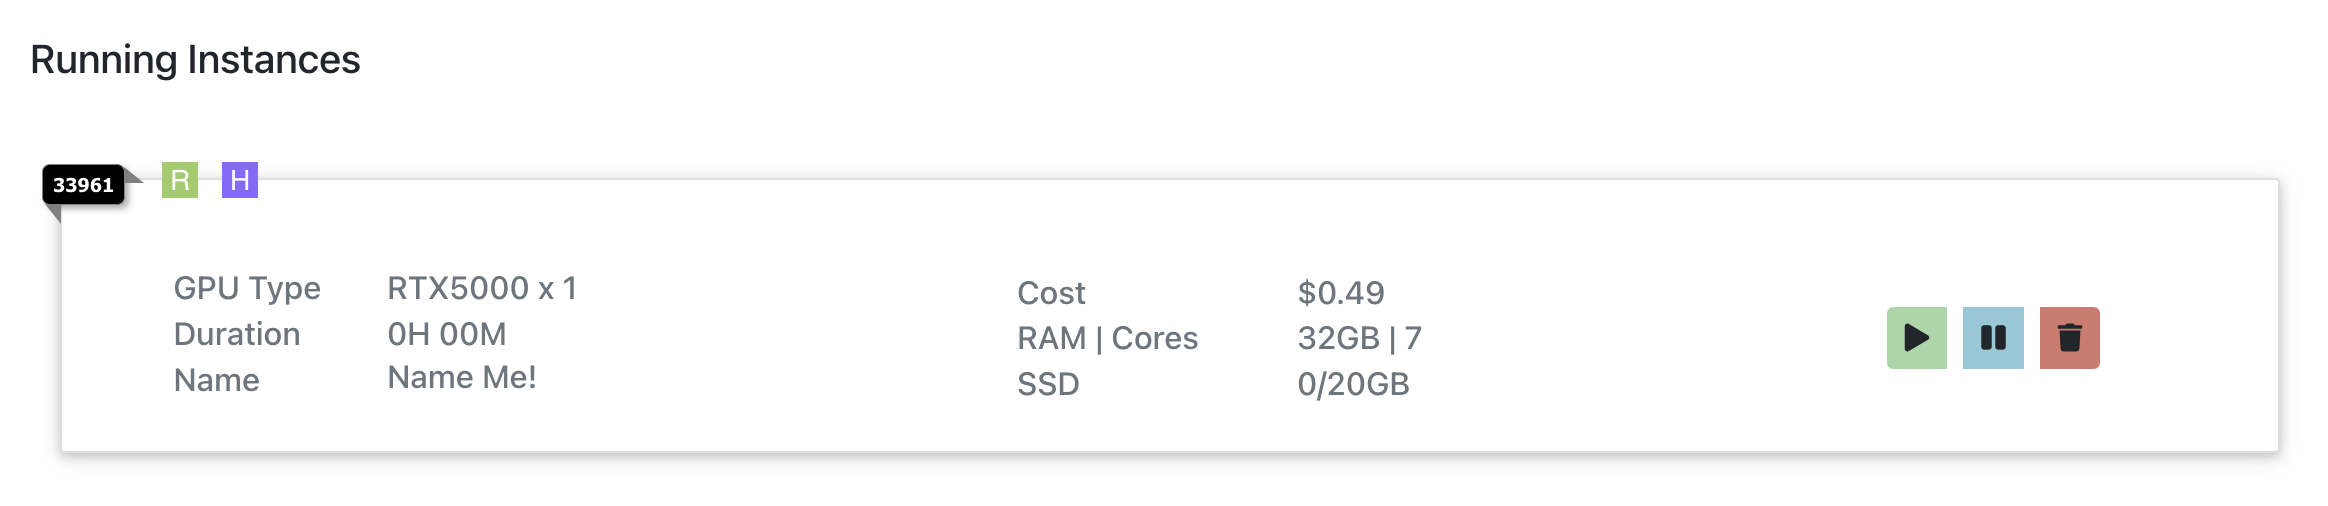 Running Instances
33961 R H
GPU Type RTX5000 x 1
Duration 0H 00M
Name Name Me!
Cost $0.49
RAM | Cores 32GB | 7
SSD 0/20GB